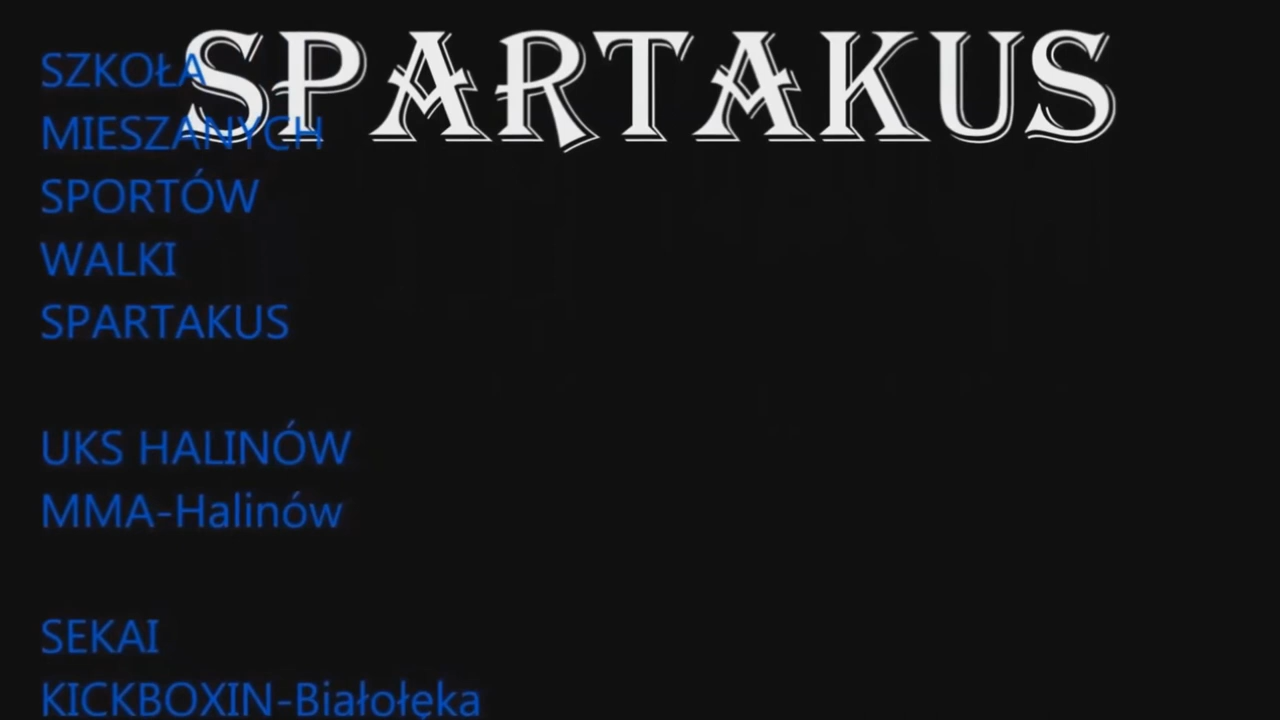 SPARTAKUS
SZKOŁA
MIESZANYCH
SPORTÓW
WALKI
SPARTAKUS
UKS HALINÓW
MMA-Halinów
SEKAI
KICKBOXIN-Białołęka